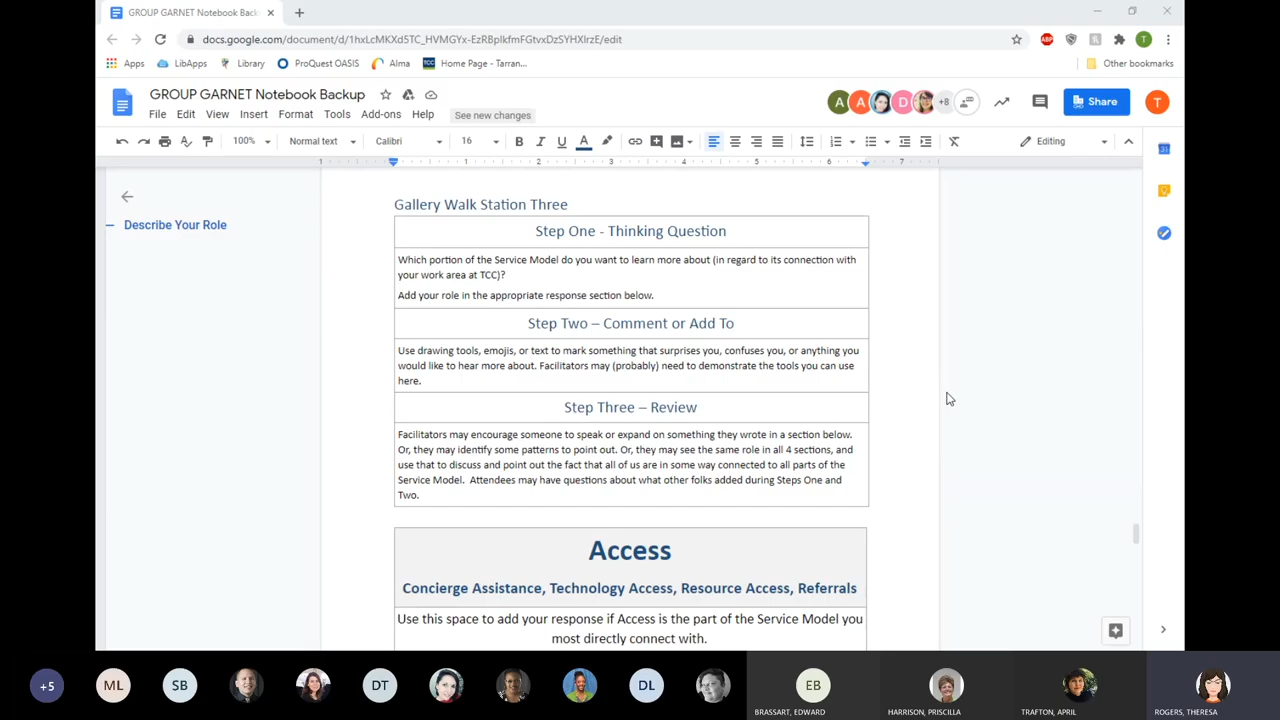 GROUP GARNET Notebook Back
docs.google.com/document/d/1hxLcMKXd5TC_HVMGYx-EzRBplkfmFGtvxDzSYHXlrzE/edit
ABP
T
Apps
LibApps
Library
ProQuest OASIS
Alma
TCC
Home Page - Tarran...
Other bookmarks
GROUP GARNET Notebook Backup
File Edit View Insert Format Tools Add-ons Help
See new changes
A A D +8
Share
T
100% Normal text Calibri 16 B I U A
Editing
1 1 2 3 4 5 6 7
31
Describe Your Role
Gallery Walk Station Three
Step One - Thinking Question
Which portion of the Service Model do you want to learn more about (in regard to its connection with
your work area at TCC)?
Add your role in the appropriate response section below.
Step Two – Comment or Add To
Use drawing tools, emojis, or text to mark something that surprises you, confuses you, or anything you
would like to hear more about. Facilitators may (probably) need to demonstrate the tools you can use
here.
Step Three – Review
Facilitators may encourage someone to speak or expand on something they wrote in a section below.
Or, they may identify some patterns to point out. Or, they may see the same role in all 4 sections, and
use that to discuss and point out the fact that all of us are in some way connected to all parts of the
Service Model. Attendees may have questions about what other folks added during Steps One and
Two.
Access
Concierge Assistance, Technology Access, Resource Access, Referrals
Use this space to add your response if Access is the part of the Service Model you
most directly connect with.
+5 ML SB DT DL EB
BRASSART, EDWARD
HARRISON, PRISCILLA
TRAFTON, APRIL
ROGERS, THERESA